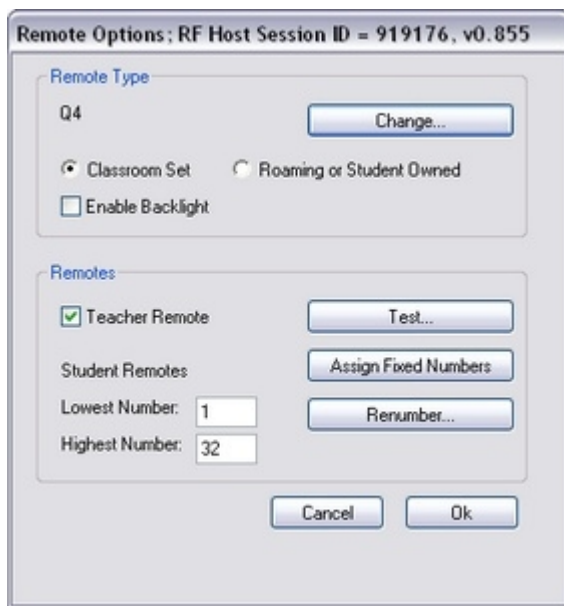 Remote Options; RF Host Session ID = 919176, v0.855
Remote Type
Q4
Change...
Classroom Set
Roaming or Student Owned
Enable Backlight
Remotes
Teacher Remote
Test...
Student Remotes
Assign Fixed Numbers
Lowest Number:
1
Renumber...
Highest Number:
32
Cancel
Ok